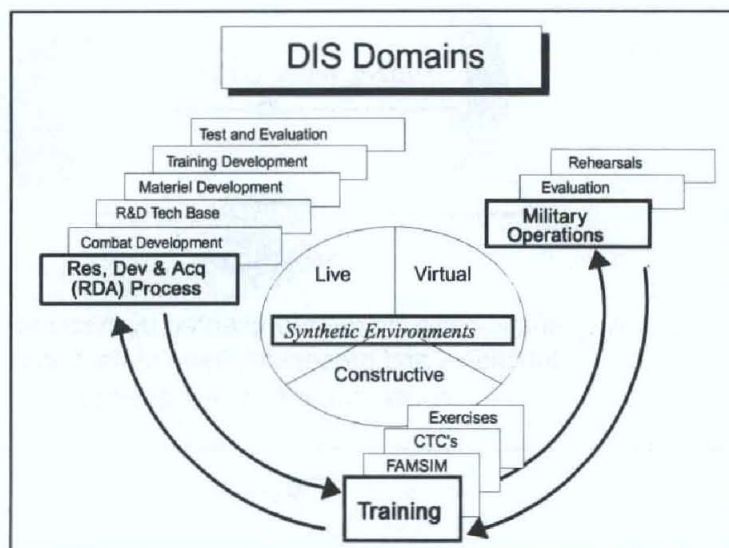 DIS Domains
Test and Evaluation
Training Development
Materiel Development
R&D Tech Base
Combat Development
Res, Dev & Acq
(RDA) Process
Rehearsals
Evaluation
Military
Operations
Live
Virtual
Synthetic Environments
Constructive
Exercises
CTC's
FAMSIM
Training